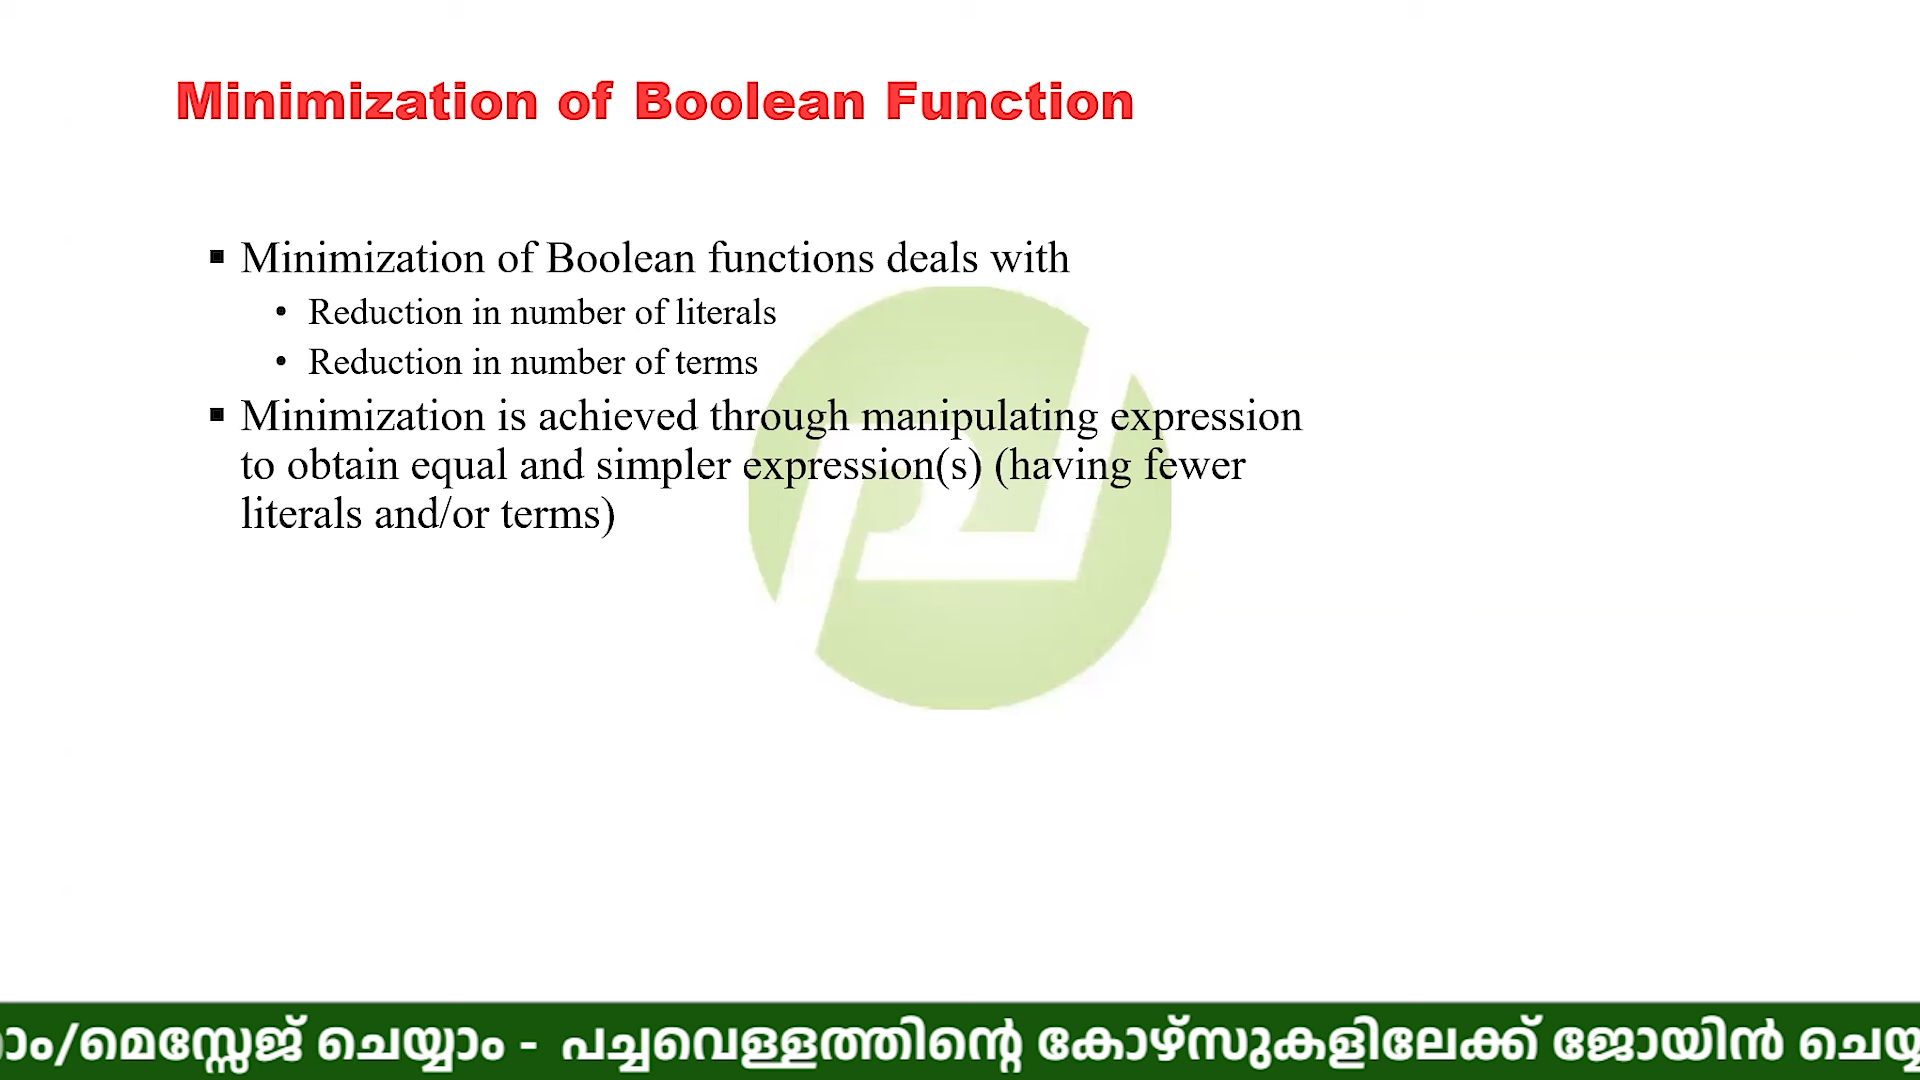 Minimization of Boolean Function
▪ Minimization of Boolean functions deals with
• Reduction in number of literals
• Reduction in number of terms
▪ Minimization is achieved through manipulating expression
to obtain equal and simpler expression(s) (having fewer
literals and/or terms)
/മെസ്സേജ് ചെയ്യാം - പച്ചവെള്ളത്തിന്റെ കോഴ്സുകളിലേക്ക് ജോയിൻ